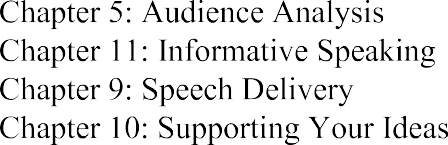 Chapter 5: Audience Analysis
Chapter 11: Informative Speaking
Chapter 9: Speech Delivery
Chapter 10: Supporting Your Ideas